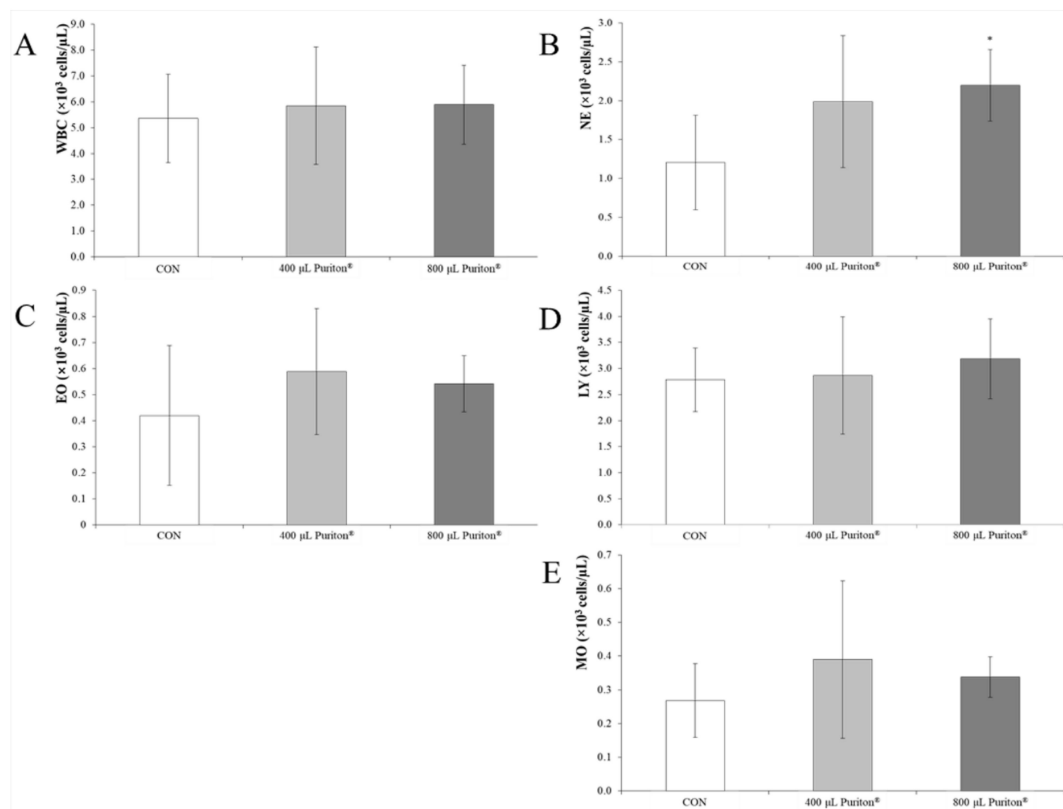 A
WBC (×10³ cells/µL)
9.0
8.0
7.0
6.0
5.0
4.0
3.0
2.0
1.0
0.0
CON
400 µL Puriton®
800 µL Puriton®
B
NE (×10³ cells/µL)
3.0
2.5
2.0
1.5
1.0
0.5
0.0
*
CON
400 µL Puriton®
800 µL Puriton®
C
EO (×10³ cells/µL)
0.9
0.8
0.7
0.6
0.5
0.4
0.3
0.2
0.1
0
CON
400 µL Puriton®
800 µL Puriton®
D
LY (×10³ cells/µL)
4.5
4.0
3.5
3.0
2.5
2.0
1.5
1.0
0.5
0.0
CON
400 µL Puriton®
800 µL Puriton®
E
MO (×10³ cells/µL)
0.7
0.6
0.5
0.4
0.3
0.2
0.1
0.0
CON
400 µL Puriton®
800 µL Puriton®